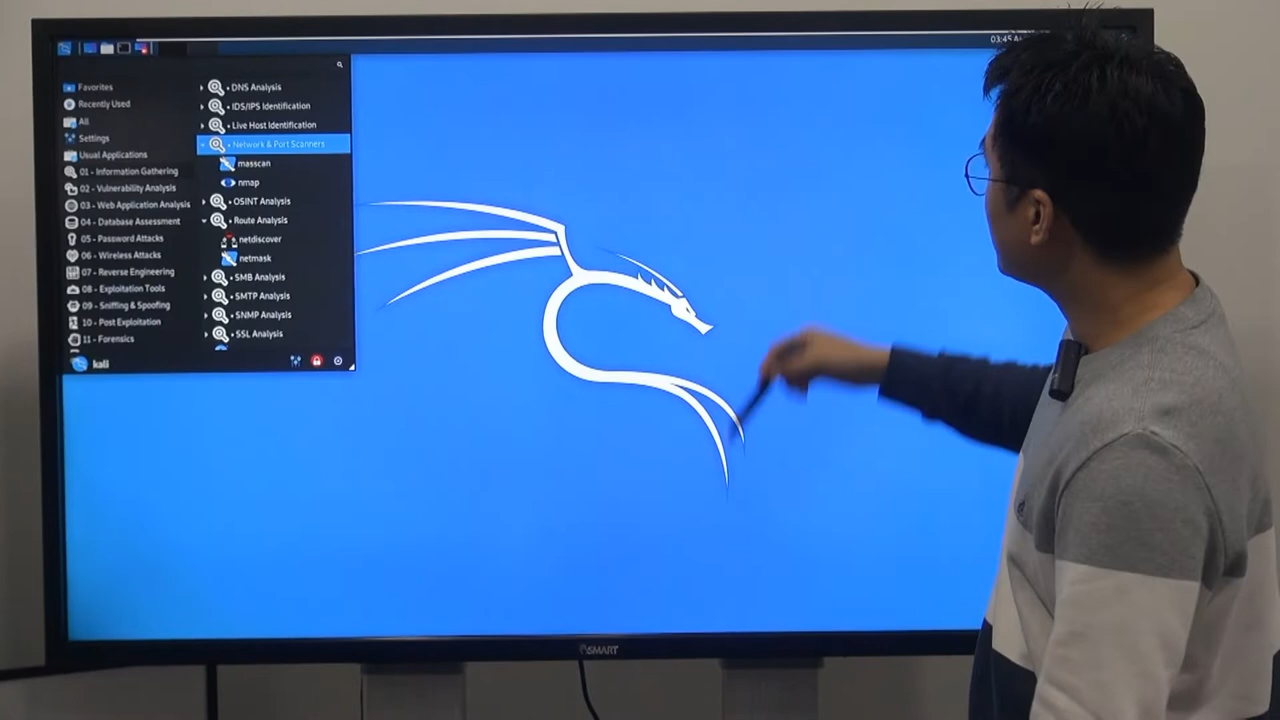 03:45 A
Favorites
Recently Used
All
Settings
Usual Applications
01 - Information Gathering
02 - Vulnerability Analysis
03 - Web Application Analysis
04 - Database Assessment
05 - Password Attacks
06 - Wireless Attacks
07 - Reverse Engineering
08 - Exploitation Tools
09 - Sniffing & Spoofing
10 - Post Exploitation
11 - Forensics
kali
• DNS Analysis
• IDS/IPS Identification
• Live Host Identification
• Network & Port Scanners
masscan
nmap
• OSINT Analysis
• Route Analysis
netdiscover
netmask
• SMB Analysis
• SMTP Analysis
• SNMP Analysis
• SSL Analysis
SMART